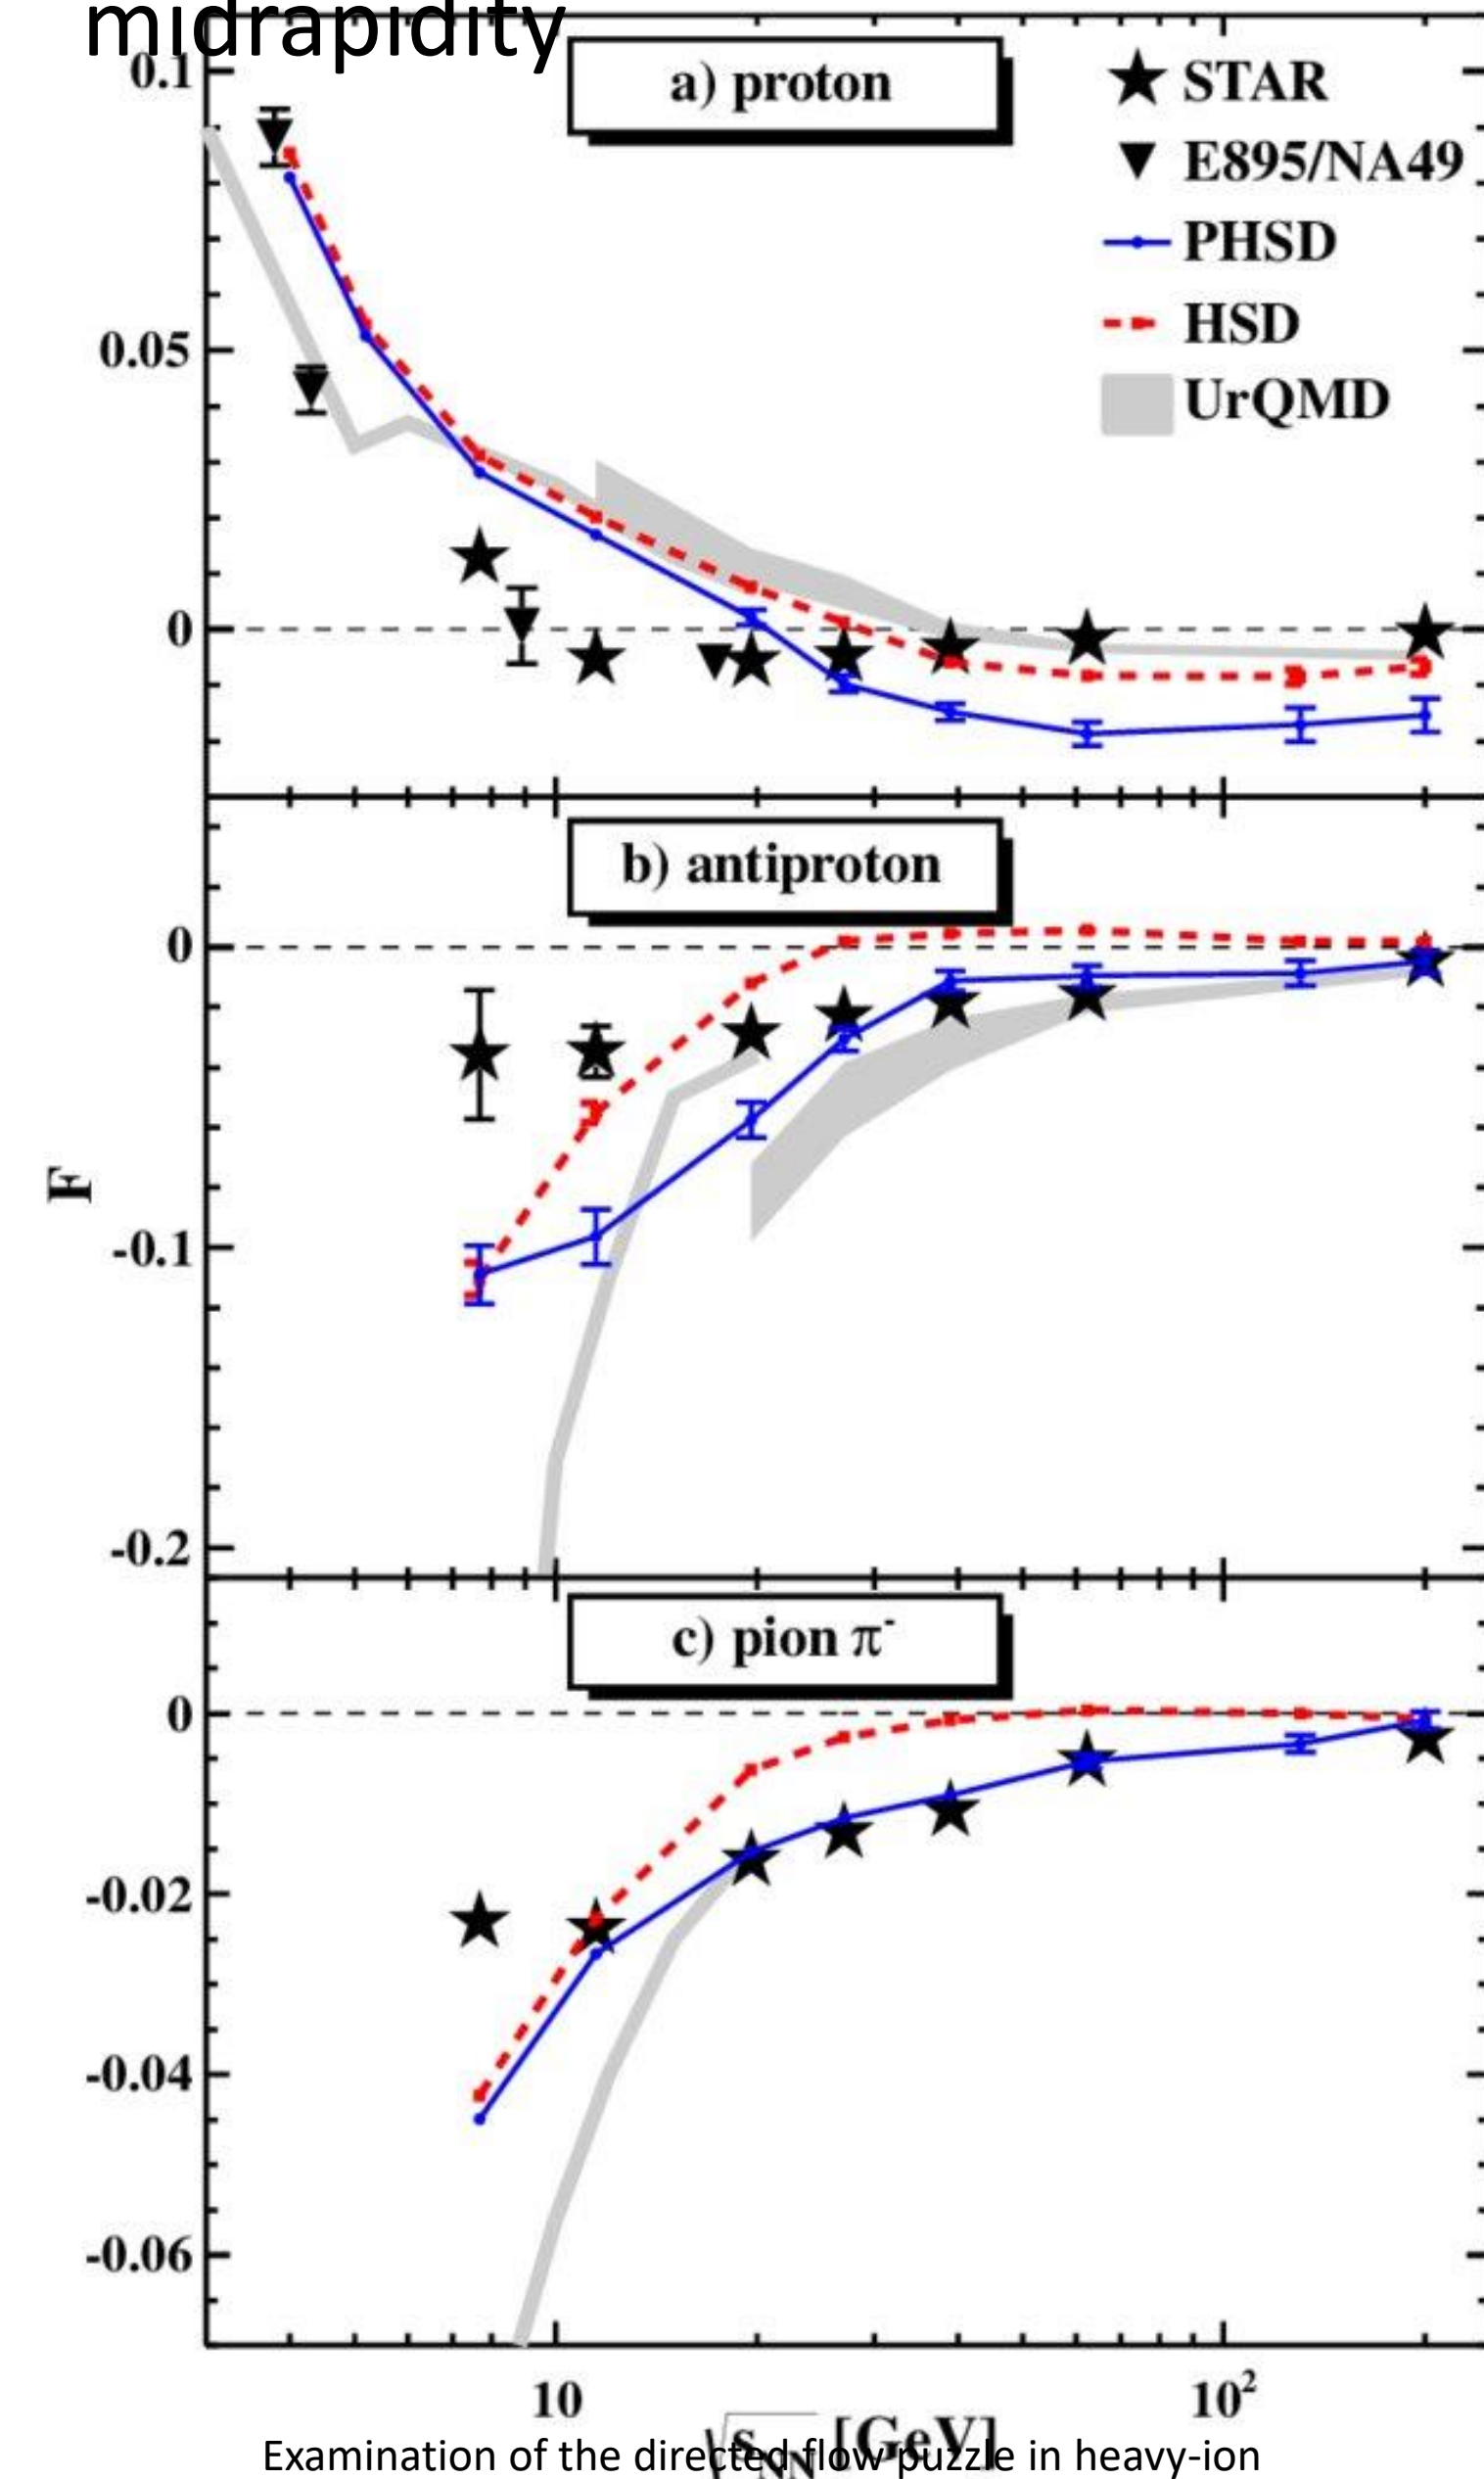 midrapidity
a) proton
STAR
E895/NA49
PHSD
HSD
UrQMD
0.1
0.05
0
b) antiproton
0
-0.1
-0.2
F
c) pion π⁻
0
-0.02
-0.04
-0.06
10
10²
√s_NN [GeV]
Examination of the directed flow puzzle in heavy-ion